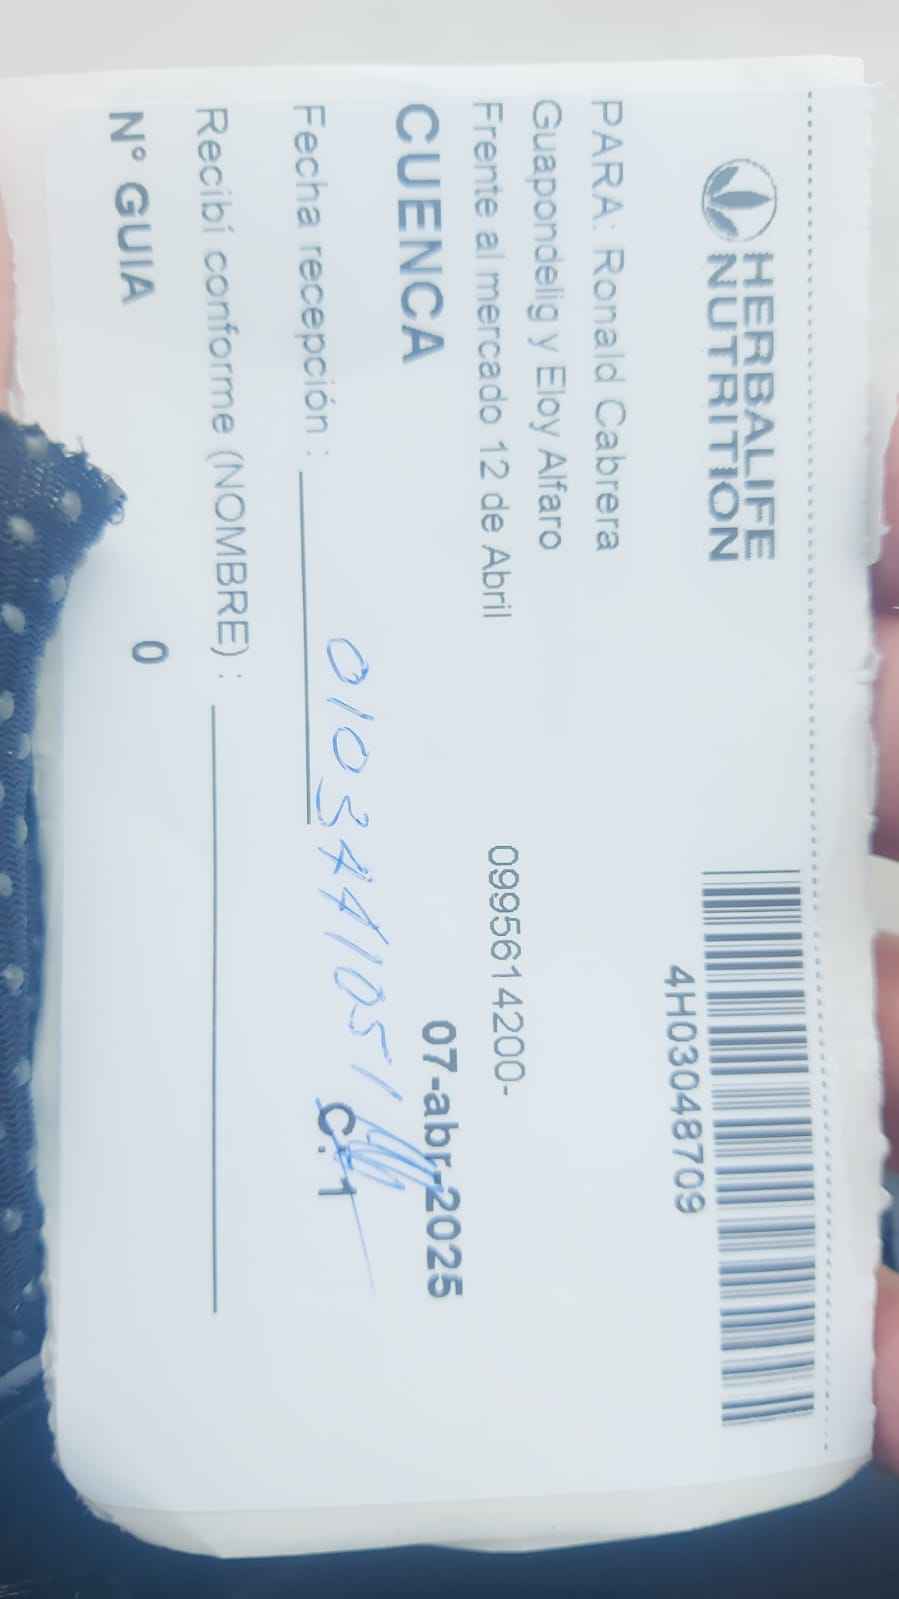 HERBALIFE
NUTRITION
4H03048709
PARA: Ronald Cabrera
Guapondelig y Eloy Alfaro
Frente al mercado 12 de Abril
0995614200-
CUENCA
07-abr-2025
0103441051
Fecha recepción :
C. 1
Recibí conforme (NOMBRE) :
N° GUIA
0